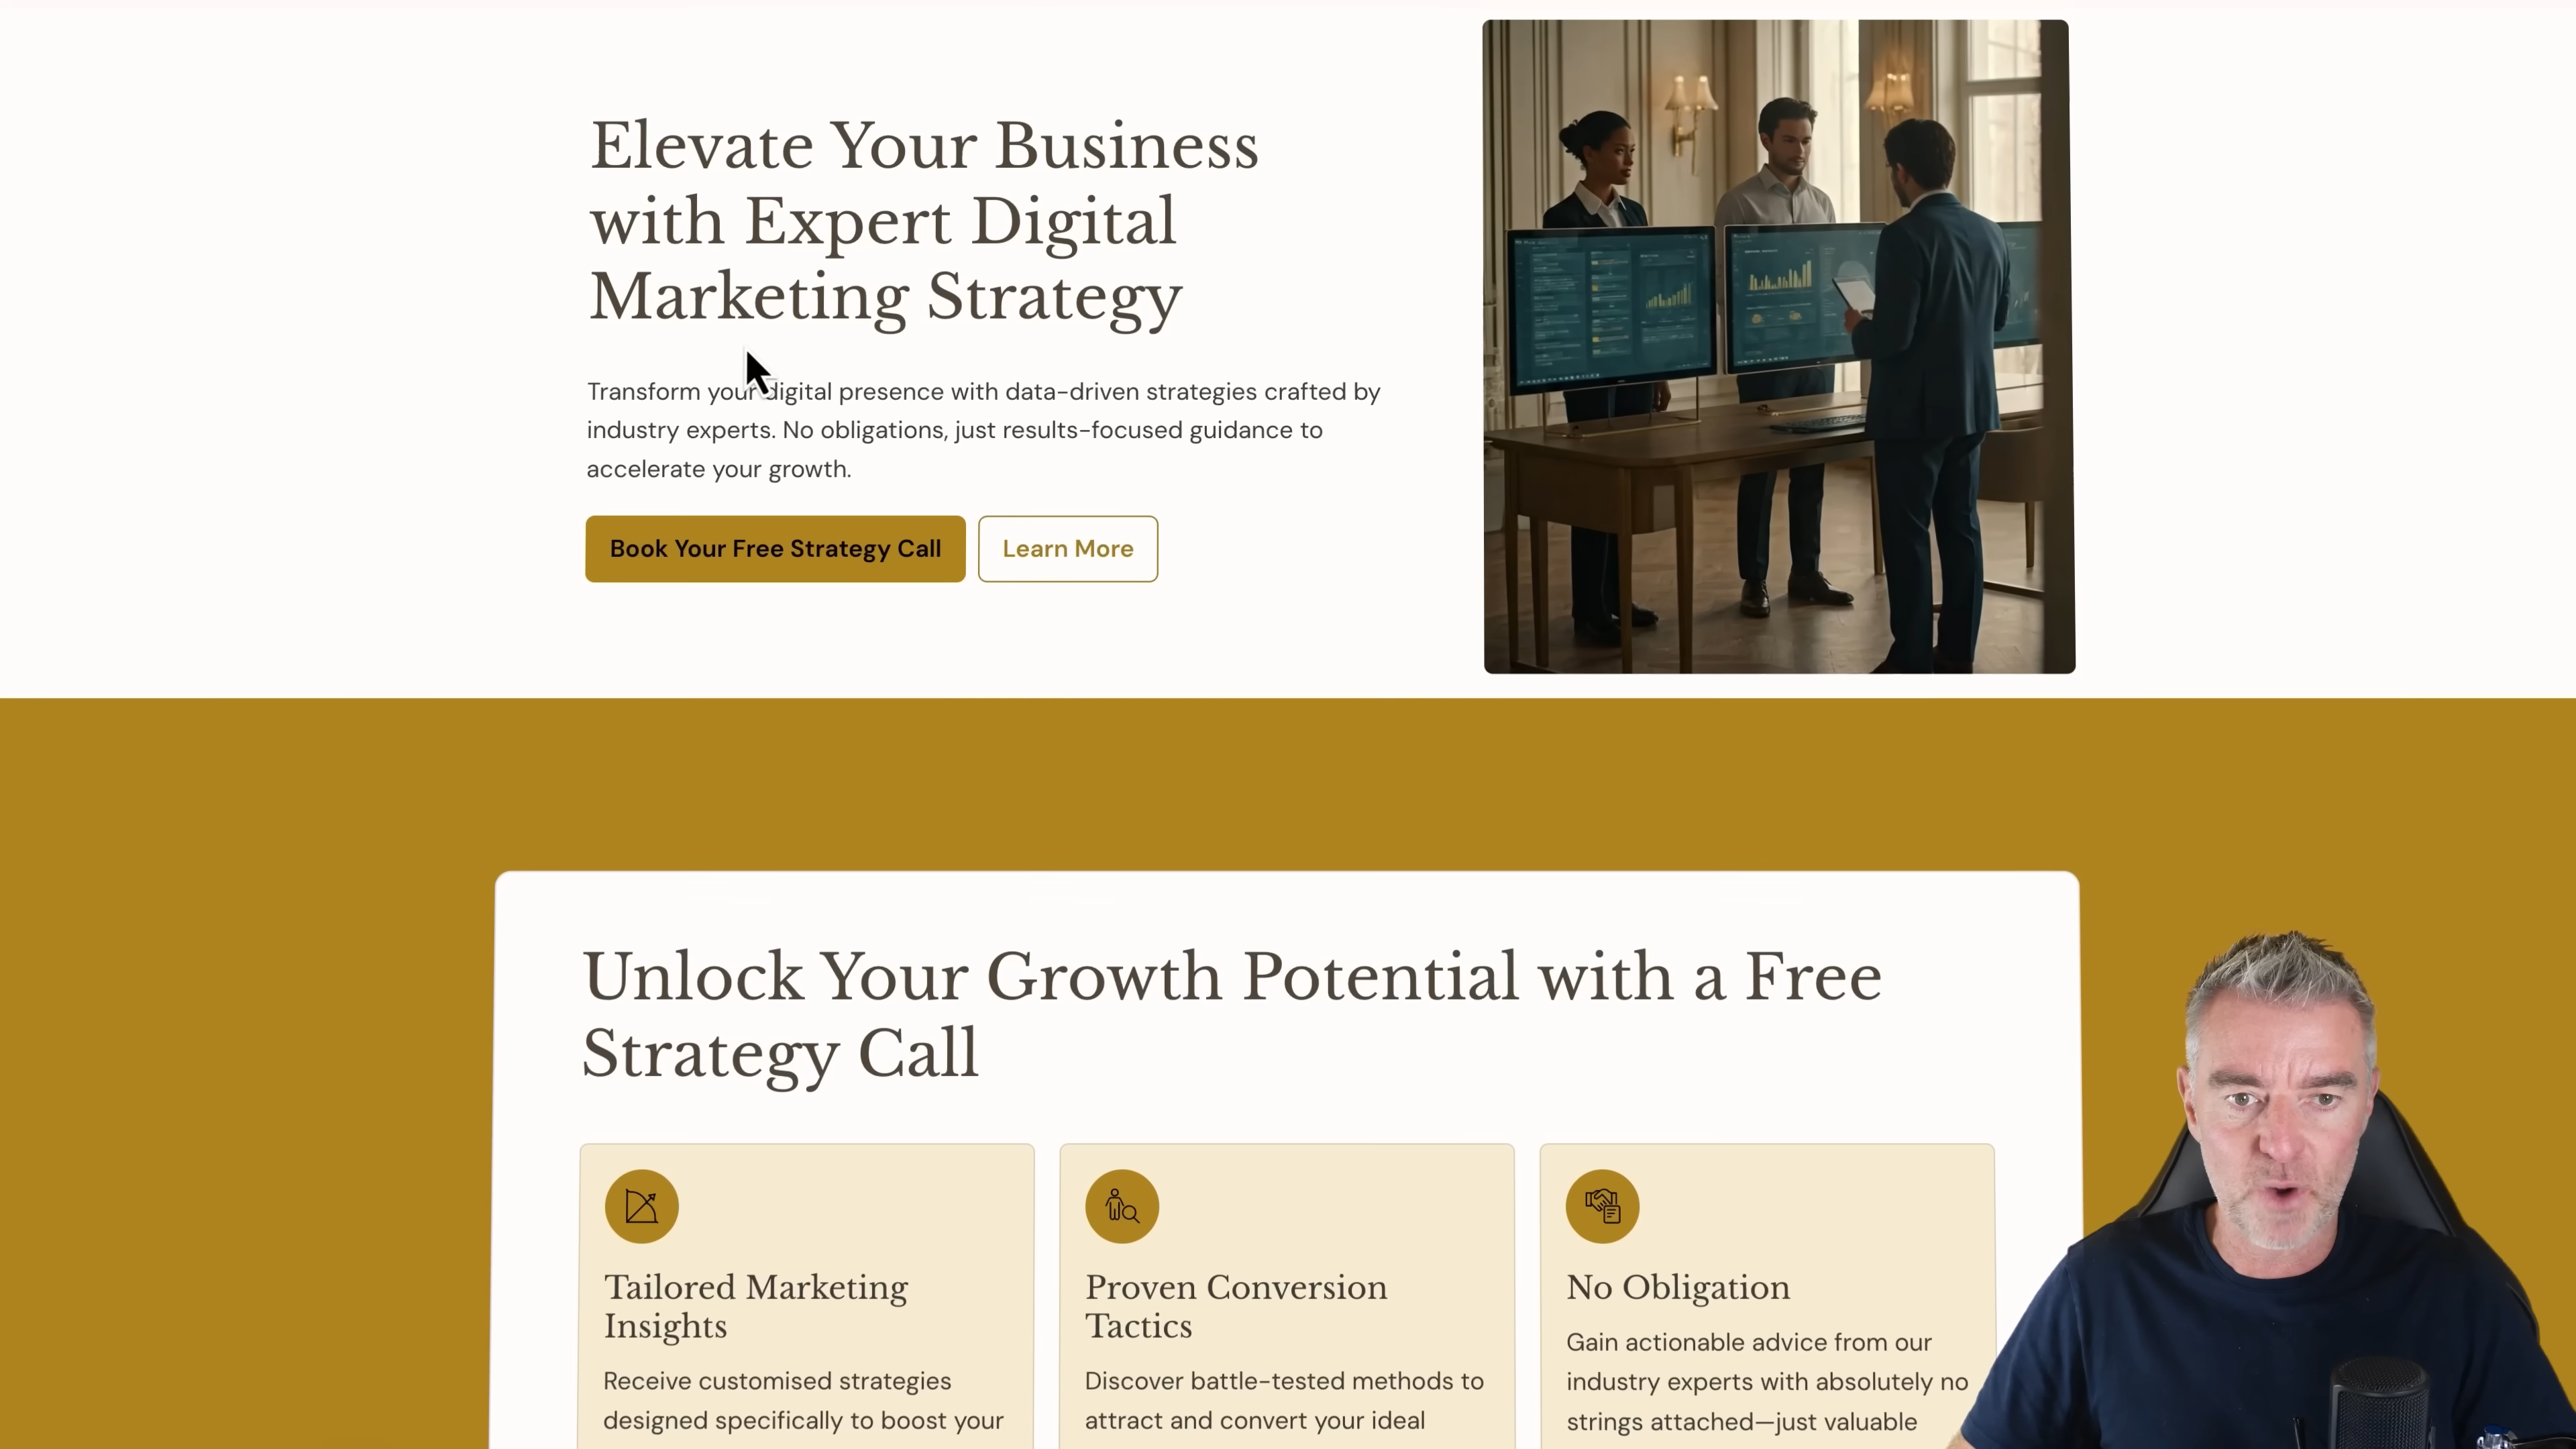 Elevate Your Business
with Expert Digital
Marketing Strategy
Transform your digital presence with data-driven strategies crafted by
industry experts. No obligations, just results-focused guidance to
accelerate your growth.
Book Your Free Strategy Call
Learn More
Unlock Your Growth Potential with a Free
Strategy Call
Tailored Marketing
Insights
Receive customised strategies
designed specifically to boost your
Proven Conversion
Tactics
Discover battle-tested methods to
attract and convert your ideal
No Obligation
Gain actionable advice from our
industry experts with absolutely no
strings attached—just valuable